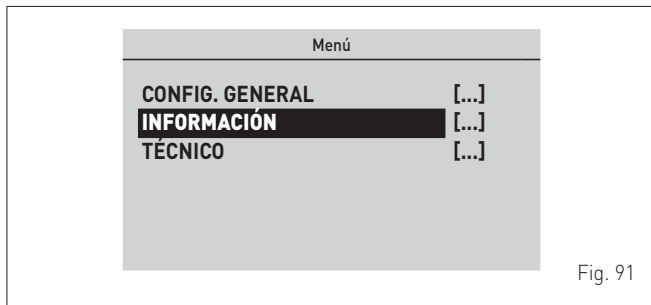 Menú
CONFIG. GENERAL [...]
INFORMACIÓN [...]
TÉCNICO [...]
Fig. 91